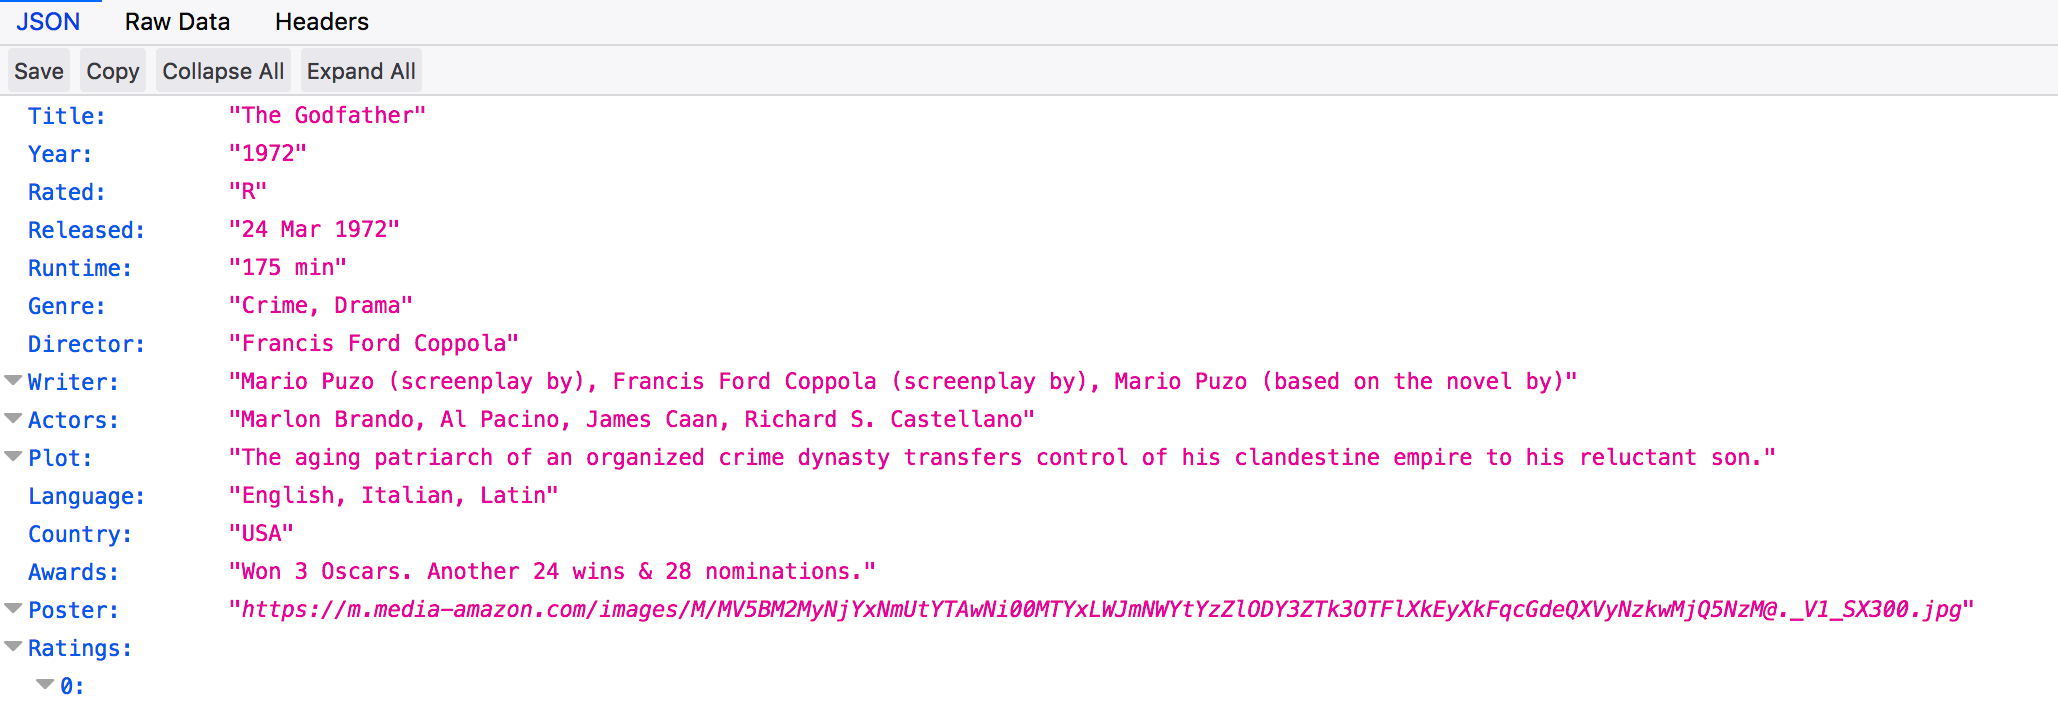 JSON Raw Data Headers
Save Copy Collapse All Expand All
Title: "The Godfather"
Year: "1972"
Rated: "R"
Released: "24 Mar 1972"
Runtime: "175 min"
Genre: "Crime, Drama"
Director: "Francis Ford Coppola"
Writer: "Mario Puzo (screenplay by), Francis Ford Coppola (screenplay by), Mario Puzo (based on the novel by)"
Actors: "Marlon Brando, Al Pacino, James Caan, Richard S. Castellano"
Plot: "The aging patriarch of an organized crime dynasty transfers control of his clandestine empire to his reluctant son."
Language: "English, Italian, Latin"
Country: "USA"
Awards: "Won 3 Oscars. Another 24 wins & 28 nominations."
Poster: "https://m.media-amazon.com/images/M/MV5BM2MyNjYxNmUtYTAwNi00MTYxLWJmNWYtYzZlODY3ZTk3OTFlXkEyXkFqcGdeQXVyNzkwMjQ5NzM@._V1_SX300.jpg"
Ratings:
0: